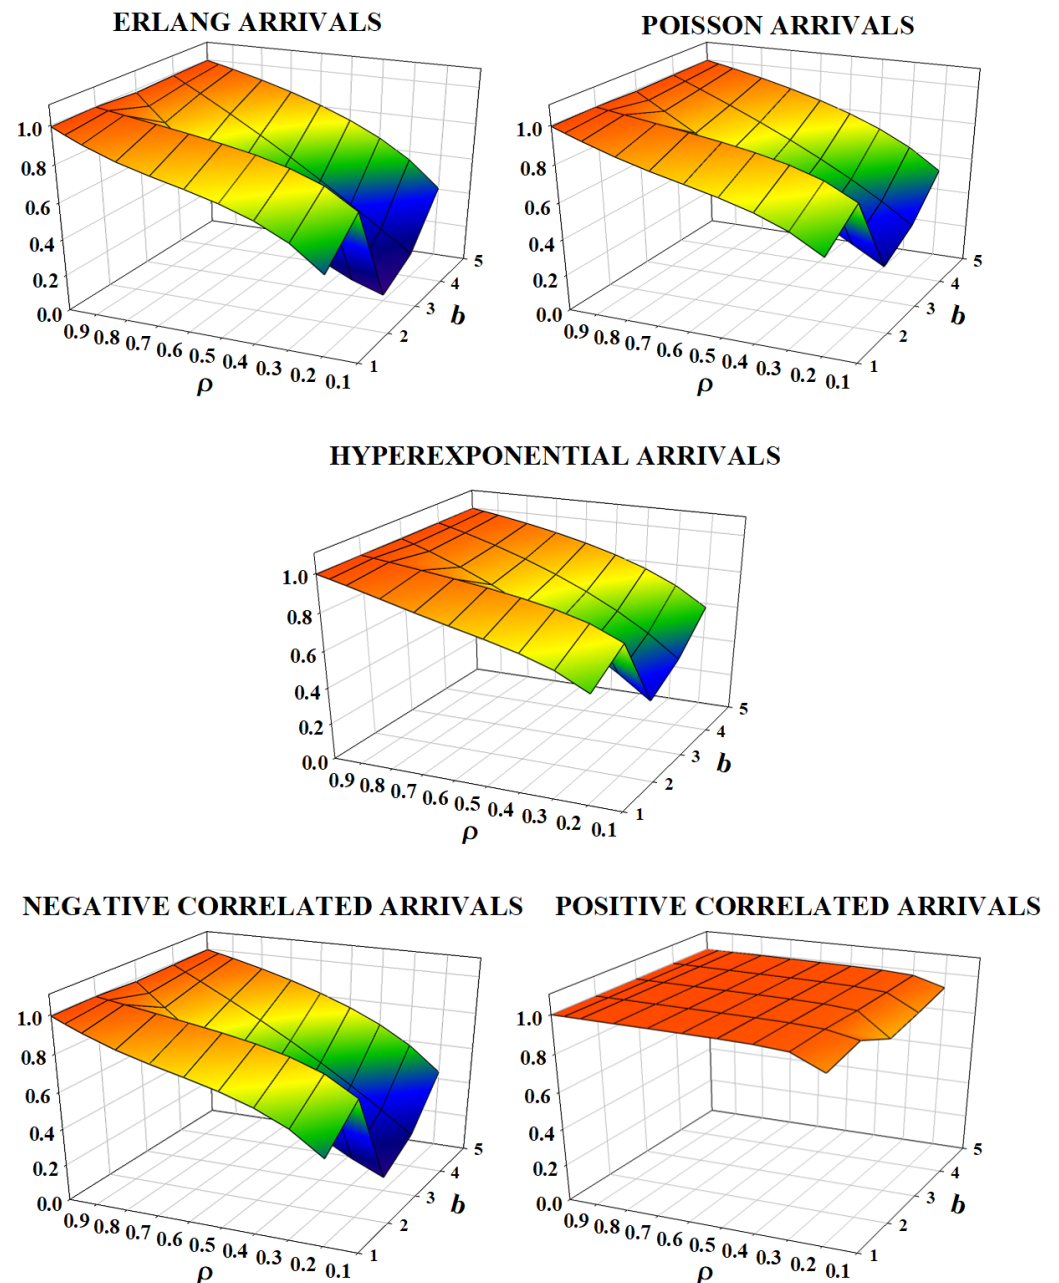 ERLANG ARRIVALS
POISSON ARRIVALS
1.0
0.8
0.6
0.4
0.2
0.0
0.9 0.8 0.7 0.6 0.5 0.4 0.3 0.2 0.1
ρ
1
2
3
4
5
b
1.0
0.8
0.6
0.4
0.2
0.0
0.9 0.8 0.7 0.6 0.5 0.4 0.3 0.2 0.1
ρ
1
2
3
4
5
b
HYPEREXPONENTIAL ARRIVALS
1.0
0.8
0.6
0.4
0.2
0.0
0.9 0.8 0.7 0.6 0.5 0.4 0.3 0.2 0.1
ρ
1
2
3
4
5
b
NEGATIVE CORRELATED ARRIVALS
POSITIVE CORRELATED ARRIVALS
1.0
0.8
0.6
0.4
0.2
0.0
0.9 0.8 0.7 0.6 0.5 0.4 0.3 0.2 0.1
ρ
1
2
3
4
5
b
1.0
0.8
0.6
0.4
0.2
0.0
0.9 0.8 0.7 0.6 0.5 0.4 0.3 0.2 0.1
ρ
1
2
3
4
5
b